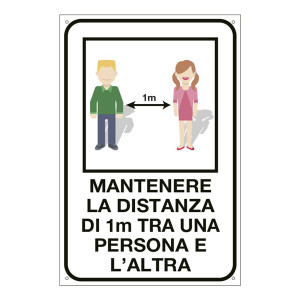 1m
MANTENERE
LA DISTANZA
DI 1m TRA UNA
PERSONA E
L'ALTRA